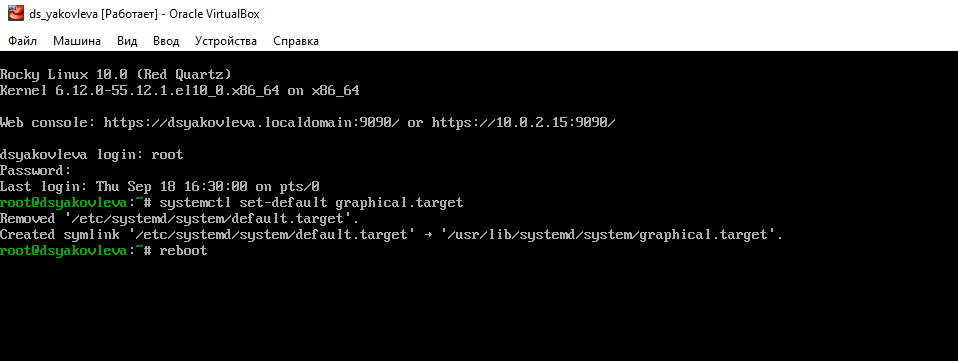 ds_yakovleva [Работает] - Oracle VirtualBox
Файл Машина Вид Ввод Устройства Справка
Rocky Linux 10.0 (Red Quartz)
Kernel 6.12.0-55.12.1.el10_0.x86_64 on x86_64
Web console: https://dsyakovleva.localdomain:9090/ or https://10.0.2.15:9090/
dsyakovleva login: root
Password:
Last login: Thu Sep 18 16:30:00 on pts/0
root@dsyakovleva:~# systemctl set-default graphical.target
Removed '/etc/systemd/system/default.target'.
Created symlink '/etc/systemd/system/default.target' → '/usr/lib/systemd/system/graphical.target'.
root@dsyakovleva:~# reboot